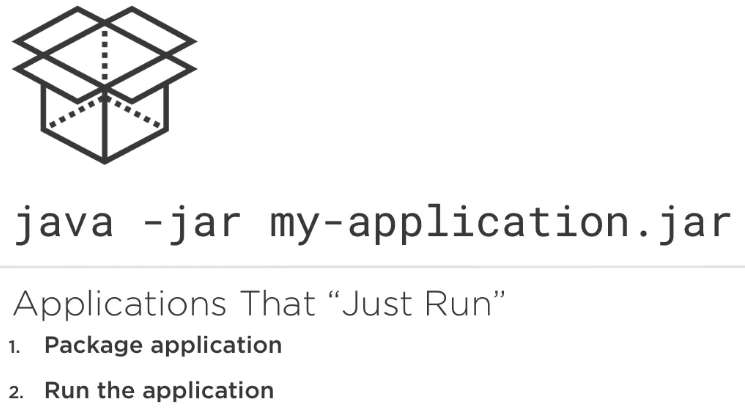 java -jar my-application.jar
Applications That “Just Run”
1. Package application
2. Run the application